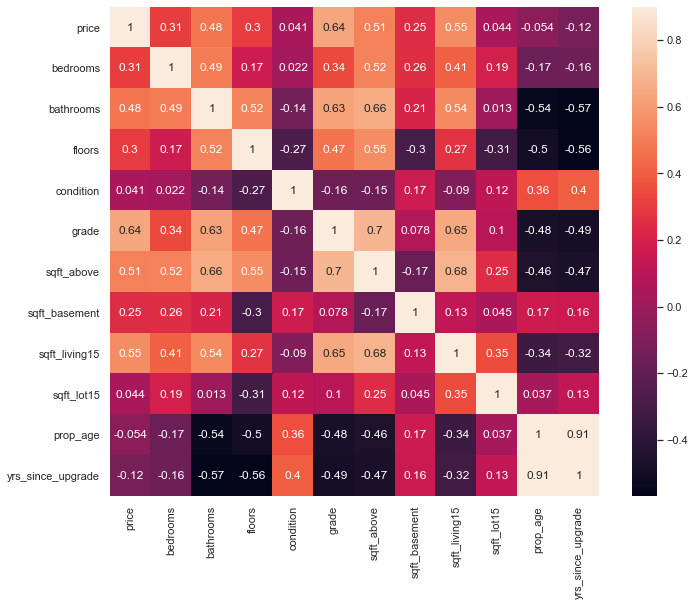 price 1 0.31 0.48 0.3 0.041 0.64 0.51 0.25 0.55 0.044 -0.054 -0.12
bedrooms 0.31 1 0.49 0.17 0.022 0.34 0.52 0.26 0.41 0.19 -0.17 -0.16
bathrooms 0.48 0.49 1 0.52 -0.14 0.63 0.66 0.21 0.54 0.013 -0.54 -0.57
floors 0.3 0.17 0.52 1 -0.27 0.47 0.55 -0.3 0.27 -0.31 -0.5 -0.56
condition 0.041 0.022 -0.14 -0.27 1 -0.16 -0.15 0.17 -0.09 0.12 0.36 0.4
grade 0.64 0.34 0.63 0.47 -0.16 1 0.7 0.078 0.65 0.1 -0.48 -0.49
sqft_above 0.51 0.52 0.66 0.55 -0.15 0.7 1 -0.17 0.68 0.25 -0.46 -0.47
sqft_basement 0.25 0.26 0.21 -0.3 0.17 0.078 -0.17 1 0.13 0.045 0.17 0.16
sqft_living15 0.55 0.41 0.54 0.27 -0.09 0.65 0.68 0.13 1 0.35 -0.34 -0.32
sqft_lot15 0.044 0.19 0.013 -0.31 0.12 0.1 0.25 0.045 0.35 1 0.037 0.13
prop_age -0.054 -0.17 -0.54 -0.5 0.36 -0.48 -0.46 0.17 -0.34 0.037 1 0.91
yrs_since_upgrade -0.12 -0.16 -0.57 -0.56 0.4 -0.49 -0.47 0.16 -0.32 0.13 0.91 1
price
bedrooms
bathrooms
floors
condition
grade
sqft_above
sqft_basement
sqft_living15
sqft_lot15
prop_age
yrs_since_upgrade
0.8
0.6
0.4
0.2
0.0
-0.2
-0.4